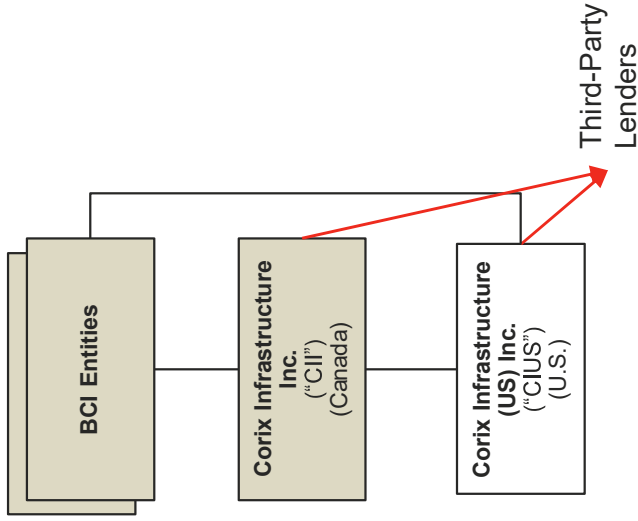 BCI Entities
Corix Infrastructure
Inc.
(“CII”)
(Canada)
Corix Infrastructure
(US) Inc.
(“CIUS”)
(U.S.)
Third-Party
Lenders